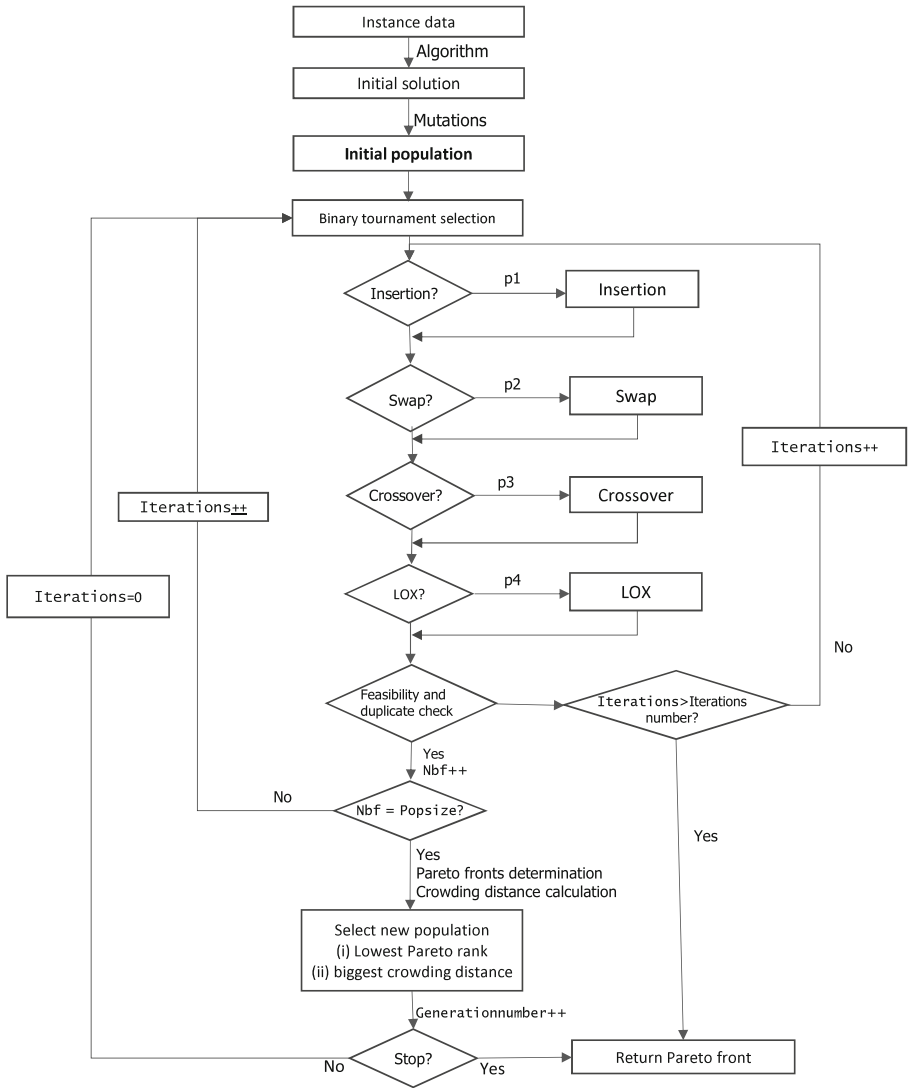 Instance data
Algorithm
Initial solution
Mutations
Initial population
Binary tournament selection
Insertion?
p1
Insertion
Swap?
p2
Swap
Iterations++
Crossover?
p3
Crossover
Iterations++
LOX?
p4
LOX
Iterations=0
No
Feasibility and
duplicate check
Iterations>Iterations
number?
Yes
Nbf++
No
Nbf = Popsize?
Yes
Yes
Pareto fronts determination
Crowding distance calculation
Select new population
(i) Lowest Pareto rank
(ii) biggest crowding distance
Generationnumber++
No
Stop?
Yes
Return Pareto front